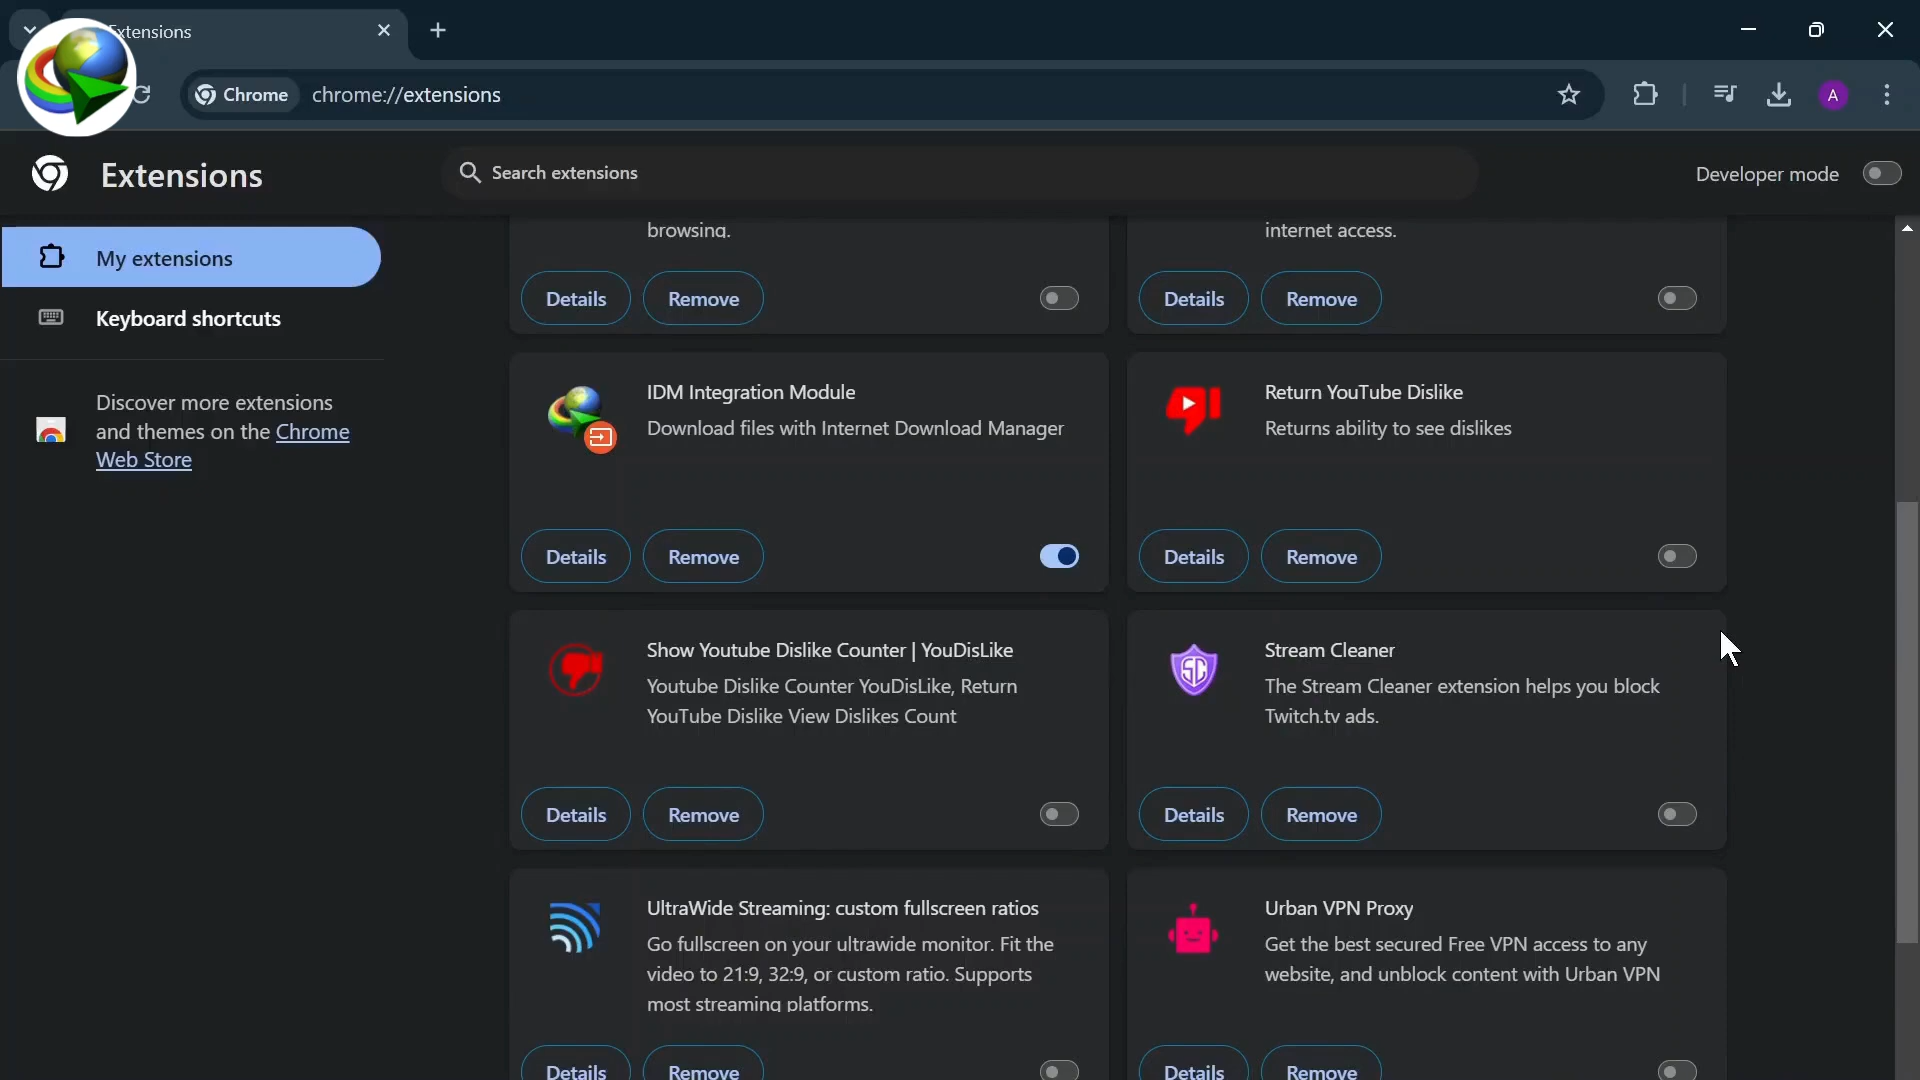 Extensions
Chrome
chrome://extensions
A
Extensions
Search extensions
Developer mode
My extensions
Keyboard shortcuts
Discover more extensions
and themes on the Chrome
Web Store
browsing.
Details
Remove
internet access.
Details
Remove
IDM Integration Module
Download files with Internet Download Manager
Details
Remove
Return YouTube Dislike
Returns ability to see dislikes
Details
Remove
Show Youtube Dislike Counter | YouDisLike
Youtube Dislike Counter YouDisLike, Return
YouTube Dislike View Dislikes Count
Details
Remove
SC
Stream Cleaner
The Stream Cleaner extension helps you block
Twitch.tv ads.
Details
Remove
UltraWide Streaming: custom fullscreen ratios
Go fullscreen on your ultrawide monitor. Fit the
video to 21:9, 32:9, or custom ratio. Supports
most streaming platforms.
Details
Remove
Urban VPN Proxy
Get the best secured Free VPN access to any
website, and unblock content with Urban VPN
Details
Remove